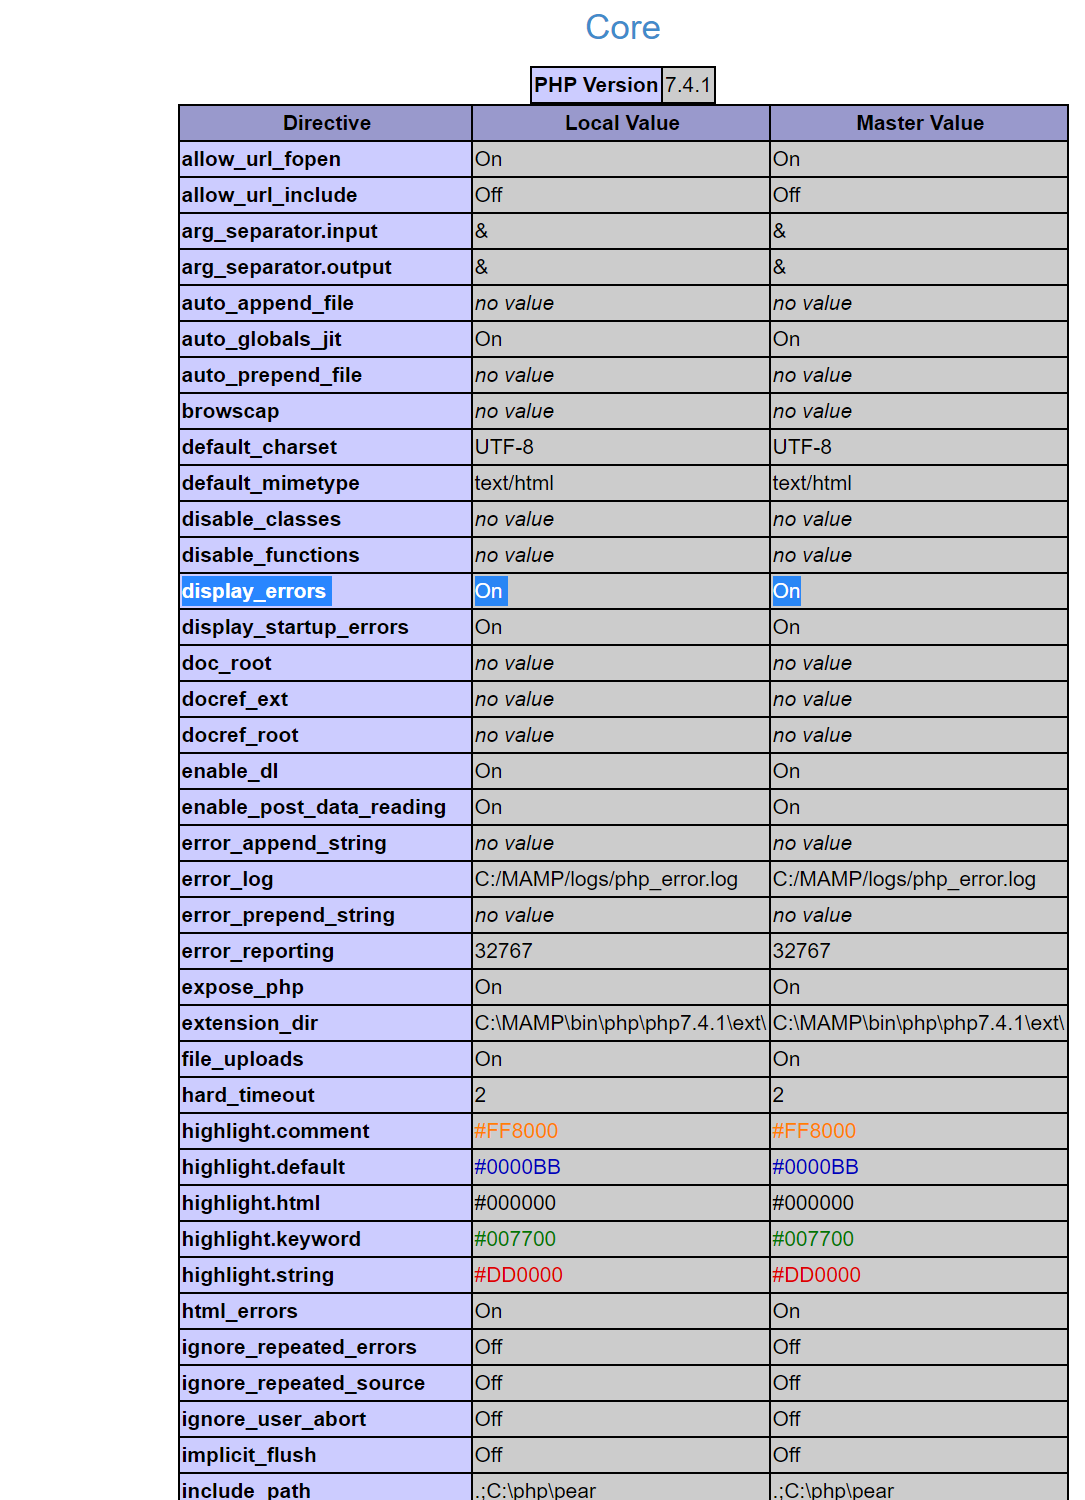 Core
PHP Version 7.4.1
Directive Local Value Master Value
allow_url_fopen On On
allow_url_include Off Off
arg_separator.input & &
arg_separator.output & &
auto_append_file no value no value
auto_globals_jit On On
auto_prepend_file no value no value
browscap no value no value
default_charset UTF-8 UTF-8
default_mimetype text/html text/html
disable_classes no value no value
disable_functions no value no value
display_errors On On
display_startup_errors On On
doc_root no value no value
docref_ext no value no value
docref_root no value no value
enable_dl On On
enable_post_data_reading On On
error_append_string no value no value
error_log C:/MAMP/logs/php_error.log C:/MAMP/logs/php_error.log
error_prepend_string no value no value
error_reporting 32767 32767
expose_php On On
extension_dir C:\MAMP\bin\php\php7.4.1\ext\ C:\MAMP\bin\php\php7.4.1\ext\
file_uploads On On
hard_timeout 2 2
highlight.comment #FF8000 #FF8000
highlight.default #0000BB #0000BB
highlight.html #000000 #000000
highlight.keyword #007700 #007700
highlight.string #DD0000 #DD0000
html_errors On On
ignore_repeated_errors Off Off
ignore_repeated_source Off Off
ignore_user_abort Off Off
implicit_flush Off Off
include_path .;C:\php\pear .;C:\php\pear